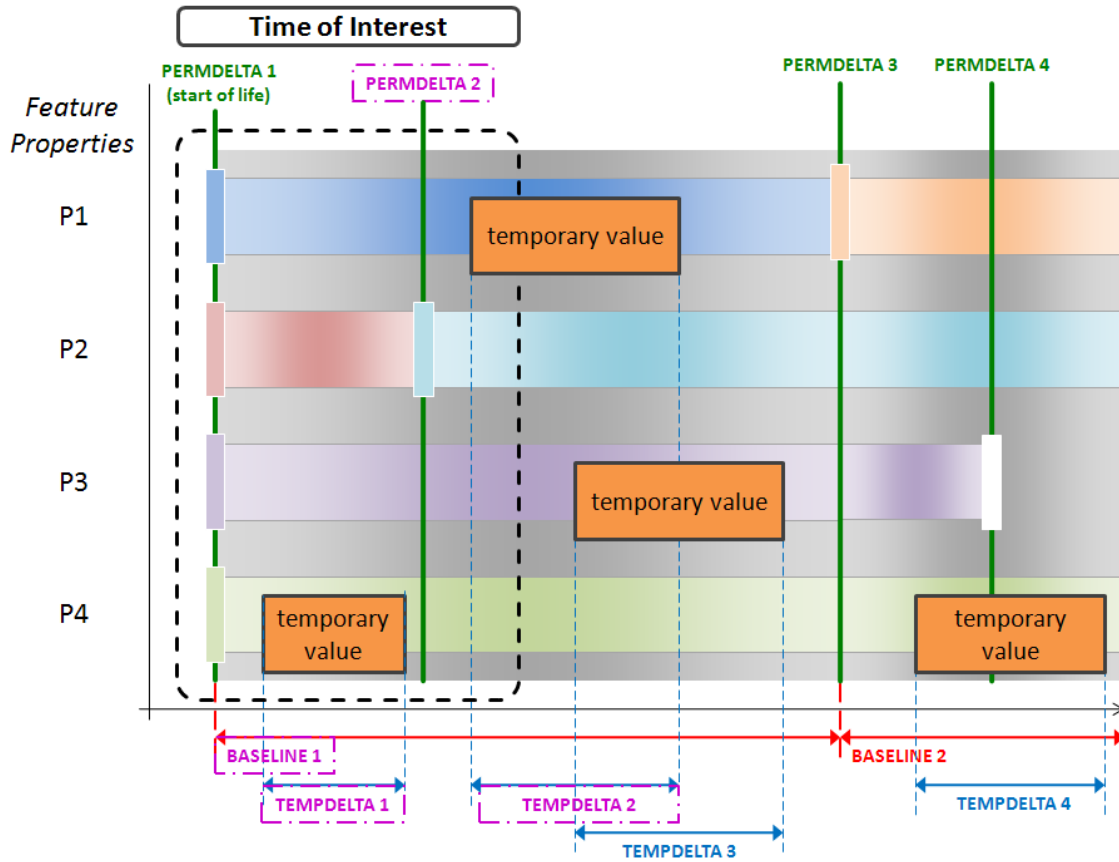 Time of Interest
PERMDELTA 1
(start of life)
PERMDELTA 2
PERMDELTA 3
PERMDELTA 4
Feature
Properties
P1
temporary value
P2
P3
temporary value
P4
temporary
value
temporary
value
BASELINE 1
BASELINE 2
TEMPDELTA 1
TEMPDELTA 2
TEMPDELTA 4
TEMPDELTA 3